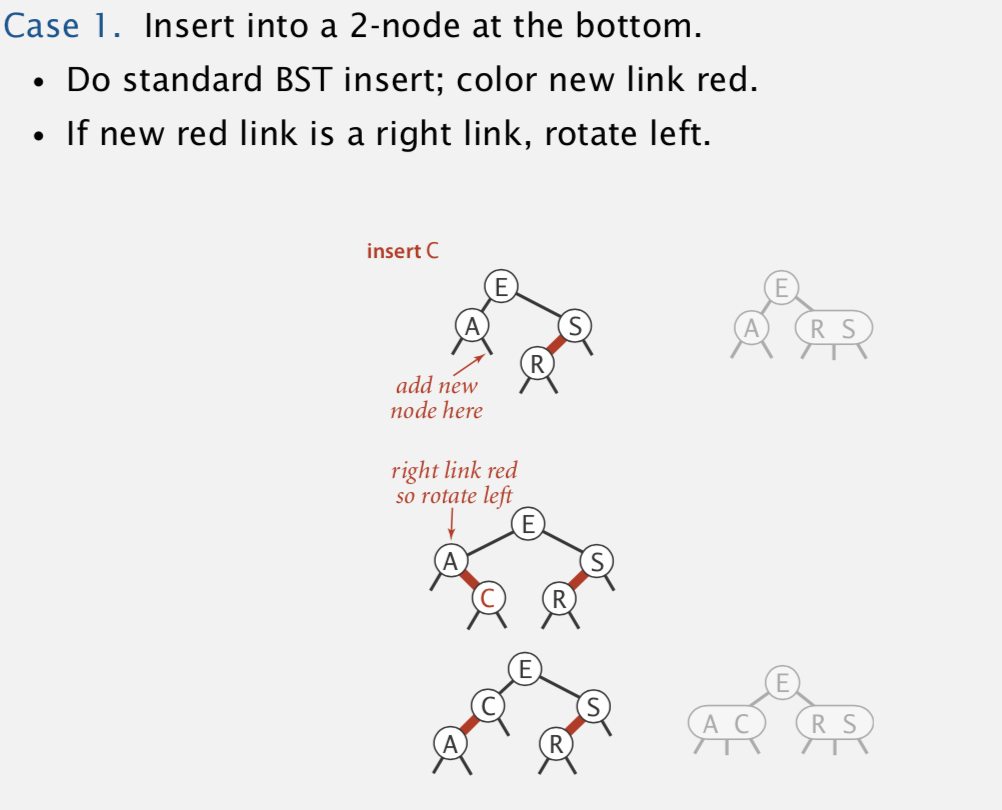 Case 1. Insert into a 2-node at the bottom.
• Do standard BST insert; color new link red.
• If new red link is a right link, rotate left.
insert C
E
A
S
R
add new
node here
E
A
R S
right link red
so rotate left
E
A
S
C
R
E
C
S
A
R
E
A C
R S